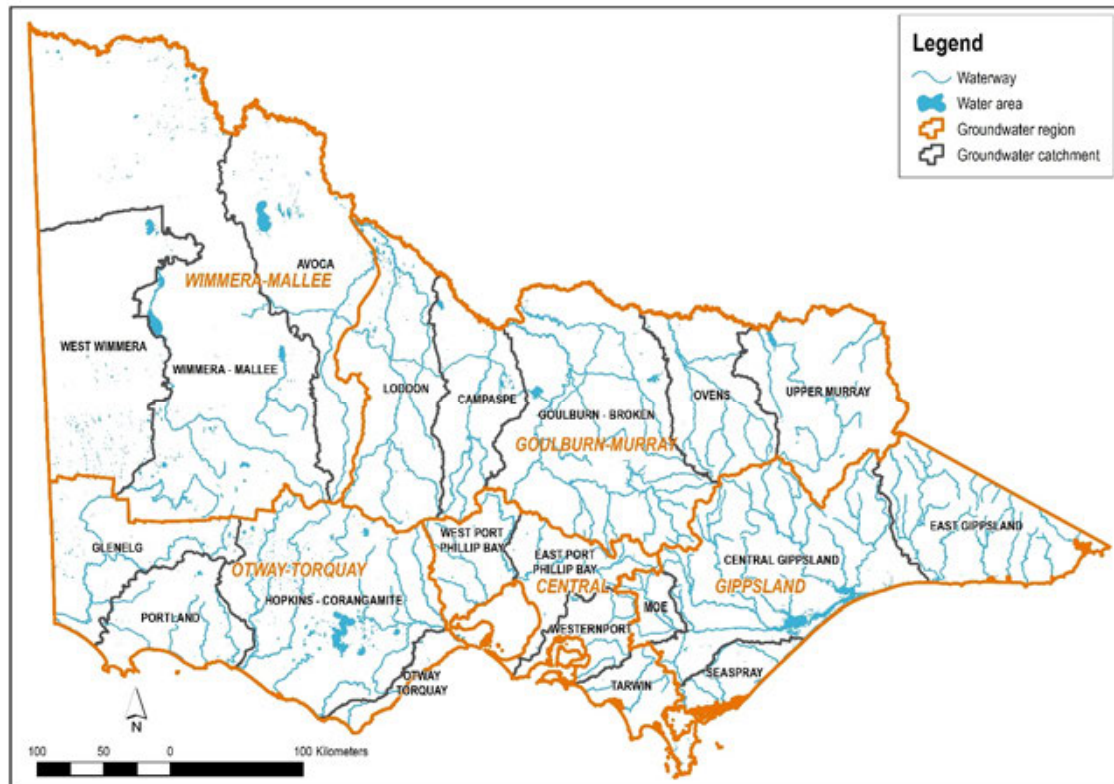 Legend
Waterway
Water area
Groundwater region
Groundwater catchment
AVOCA
WIMMERA-MALLEE
WEST WIMMERA
WIMMERA - MALLEE
LODDON
CAMPASPE
GOULBURN - BROKEN
OVENS
UPPER MURRAY
GOULBURN-MURRAY
EAST GIPPSLAND
GLENELG
WEST PORT
PHILLIP BAY
EAST PORT
PHILLIP BAY
CENTRAL GIPPSLAND
OTWAY-TORQUAY
CENTRAL
GIPPSLAND
HOPKINS - CORANGAMITE
MOE
PORTLAND
WESTERNPORT
OTWAY
TORQUAY
TARWIN
SEASPRAY
N
100 50 0 100 Kilometers